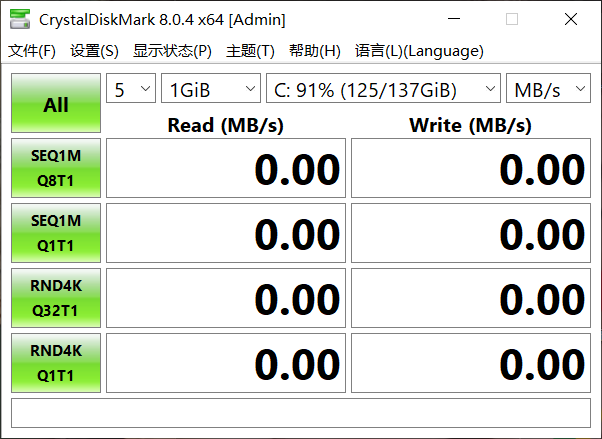 CrystalDiskMark 8.0.4 x64 [Admin]
文件(F) 设置(S) 显示状态(P) 主题(T) 帮助(H) 语言(L)(Language)
All 5 1GiB C: 91% (125/137GiB) MB/s
Read (MB/s) Write (MB/s)
SEQ1M
Q8T1 0.00 0.00
SEQ1M
Q1T1 0.00 0.00
RND4K
Q32T1 0.00 0.00
RND4K
Q1T1 0.00 0.00